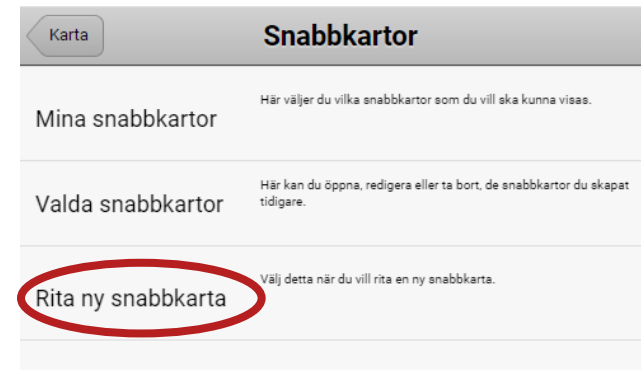 Karta
Snabbkartor
Mina snabbkartor
Här väljer du vilka snabbkartor som du vill ska kunna visas.
Valda snabbkartor
Här kan du öppna, redigera eller ta bort, de snabbkartor du skapat
tidigare.
Rita ny snabbkarta
Välj detta när du vill rita en ny snabbkarta.